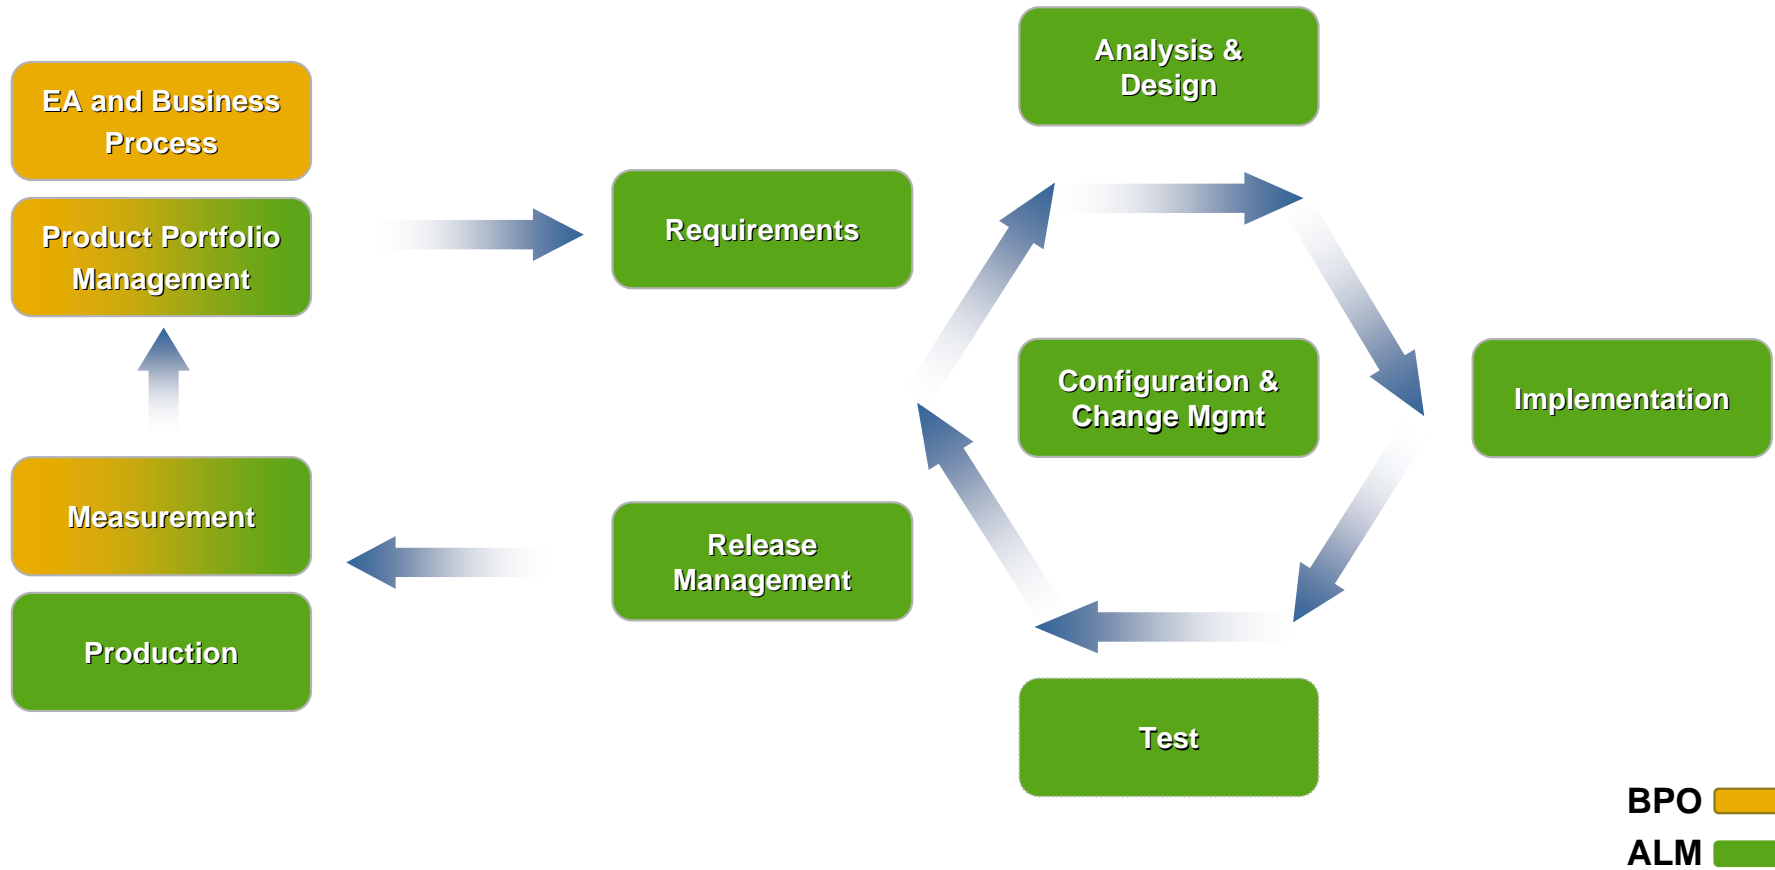 EA and Business
Process
Product Portfolio
Management
Measurement
Production
Requirements
Release
Management
Analysis &
Design
Configuration &
Change Mgmt
Implementation
Test
BPO
ALM